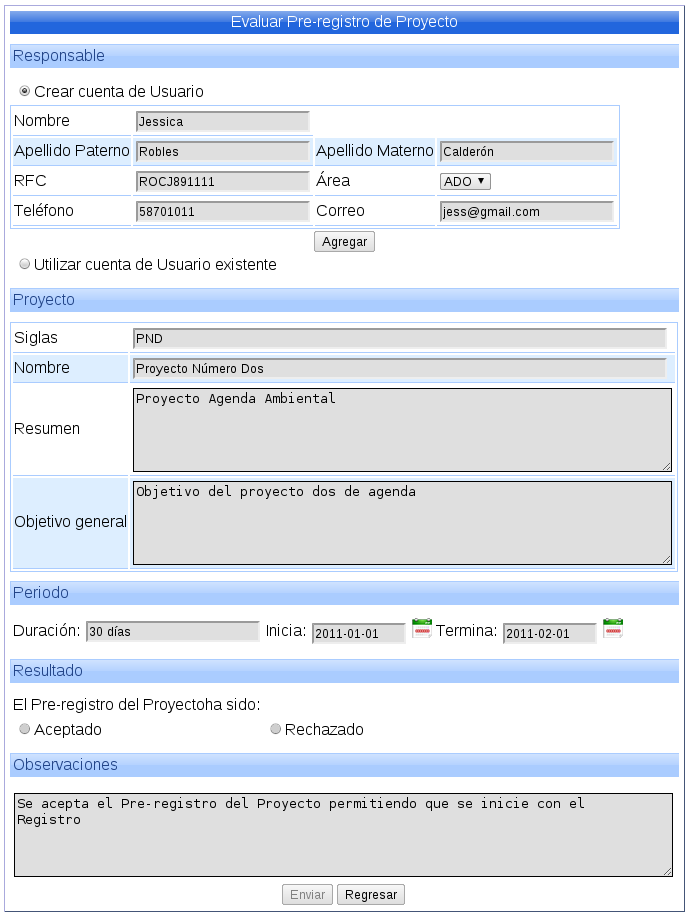 Evaluar Pre-registro de Proyecto
Responsable
Crear cuenta de Usuario
Nombre Jessica
Apellido Paterno Robles Apellido Materno Calderón
RFC ROCJ891111 Área ADO
Teléfono 58701011 Correo jess@gmail.com
Agregar
Utilizar cuenta de Usuario existente
Proyecto
Siglas PND
Nombre Proyecto Número Dos
Resumen Proyecto Agenda Ambiental
Objetivo general Objetivo del proyecto dos de agenda
Periodo
Duración: 30 días Inicia: 2011-01-01 Termina: 2011-02-01
Resultado
El Pre-registro del Proyectoha sido:
Aceptado Rechazado
Observaciones
Se acepta el Pre-registro del Proyecto permitiendo que se inicie con el
Registro
Enviar Regresar